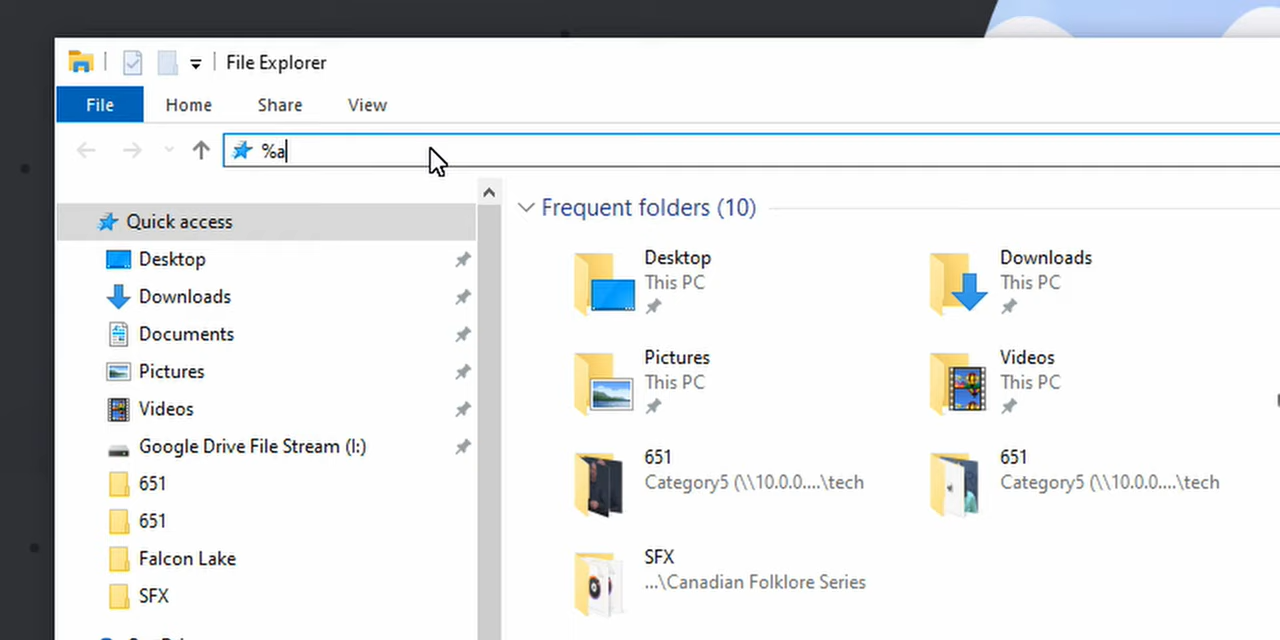 File Explorer
File Home Share View
%a
Quick access
Desktop
Downloads
Documents
Pictures
Videos
Google Drive File Stream (I:)
651
651
Falcon Lake
SFX
Frequent folders (10)
Desktop
This PC
Downloads
This PC
Pictures
This PC
Videos
This PC
651
Category5 (\\10.0.0....\tech
651
Category5 (\\10.0.0....\tech
SFX
...\Canadian Folklore Series